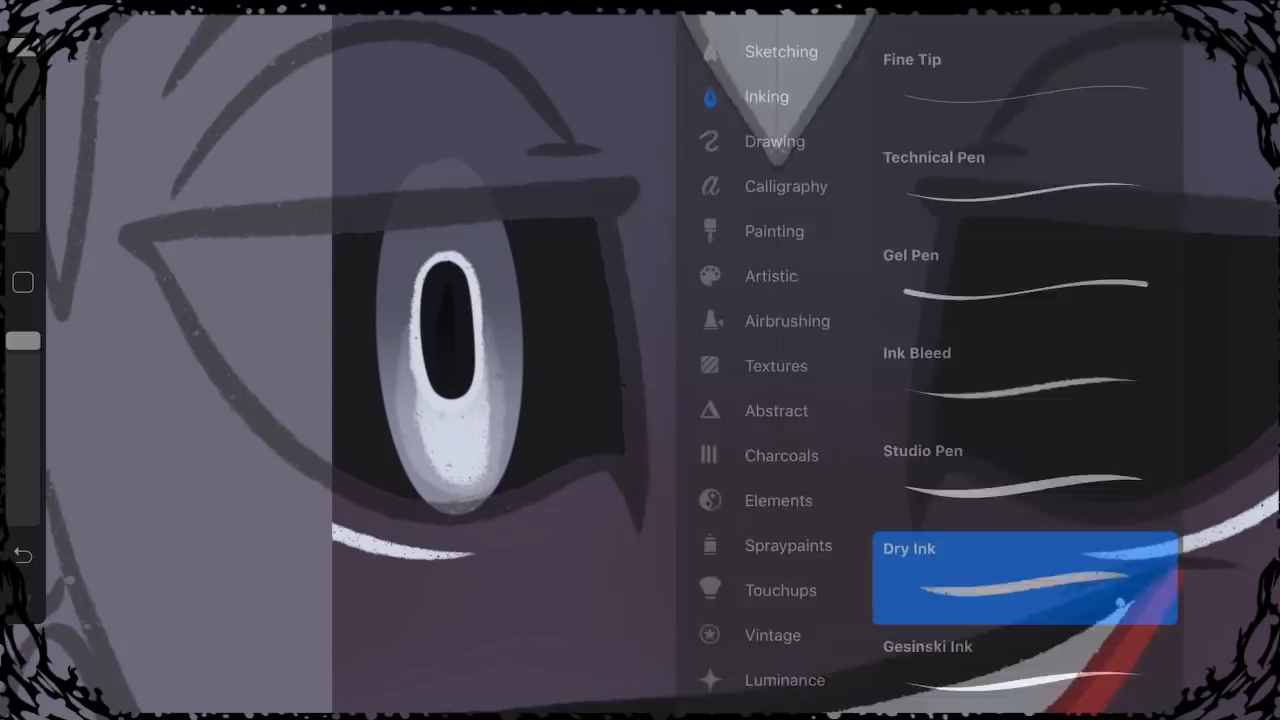 Sketching
Inking
Drawing
Calligraphy
Painting
Artistic
Airbrushing
Textures
Abstract
Charcoals
Elements
Spraypaints
Touchups
Vintage
Luminance
Fine Tip
Technical Pen
Gel Pen
Ink Bleed
Studio Pen
Dry Ink
Gesinski Ink